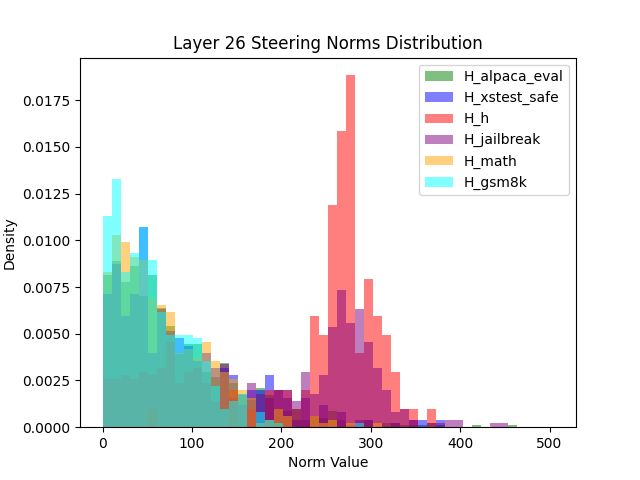 Layer 26 Steering Norms Distribution
H_alpaca_eval
H_xstest_safe
H_h
H_jailbreak
H_math
H_gsm8k
Density
0.0175
0.0150
0.0125
0.0100
0.0075
0.0050
0.0025
0.0000
0 100 200 300 400 500
Norm Value